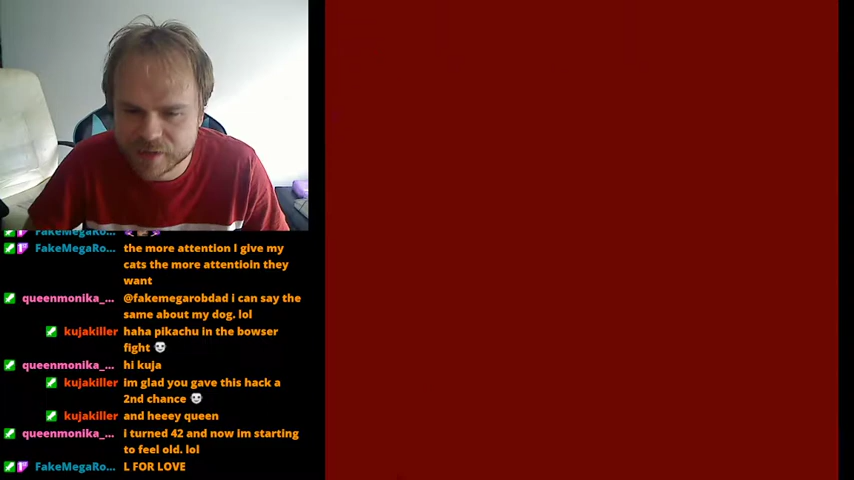 FakeMegaRo...
FakeMegaRo... the more attention I give my
cats the more attentioin they
want
queenmonika_... @fakemegarobdad i can say the
same about my dog. lol
kujakiller haha pikachu in the bowser
fight
queenmonika_... hi kuja
kujakiller im glad you gave this hack a
2nd chance
kujakiller and heeey queen
queenmonika_... i turned 42 and now im starting
to feel old. lol
FakeMegaRo... L FOR LOVE